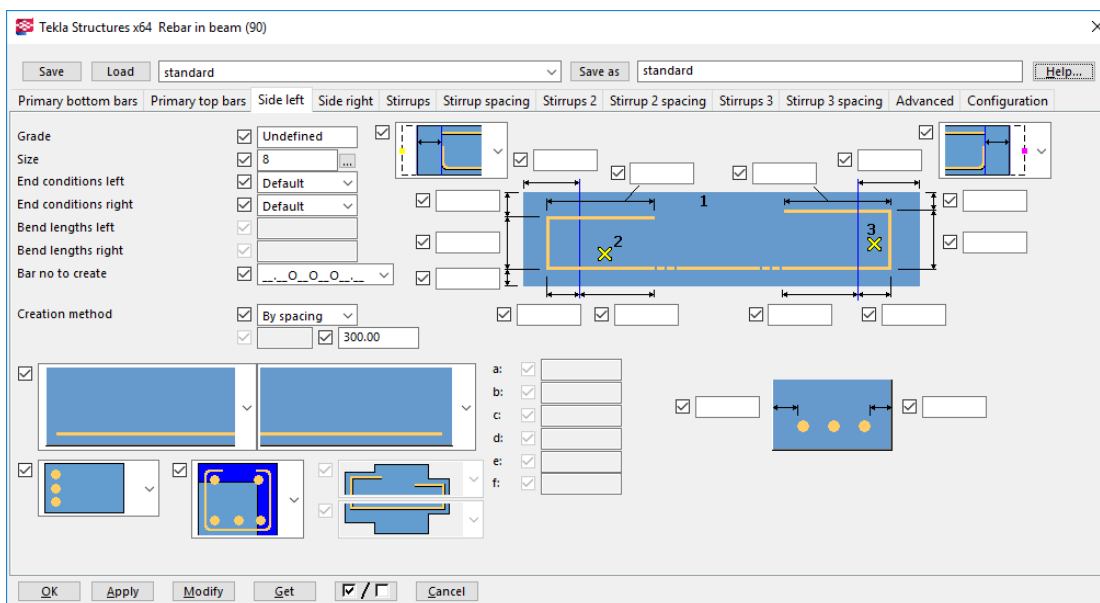 Tekla Structures x64 Rebar in beam (90)
Save Load standard Save as standard Help...
Primary bottom bars Primary top bars Side left Side right Stirrups Stirrup spacing Stirrups 2 Stirrup 2 spacing Stirrups 3 Stirrup 3 spacing Advanced Configuration
Grade Undefined
Size 8 ...
End conditions left Default
End conditions right Default
Bend lengths left
Bend lengths right
Bar no to create __.__O__O__O__.__
1
2
3
Creation method By spacing
300.00
a:
b:
c:
d:
e:
f:
OK Apply Modify Get / Cancel